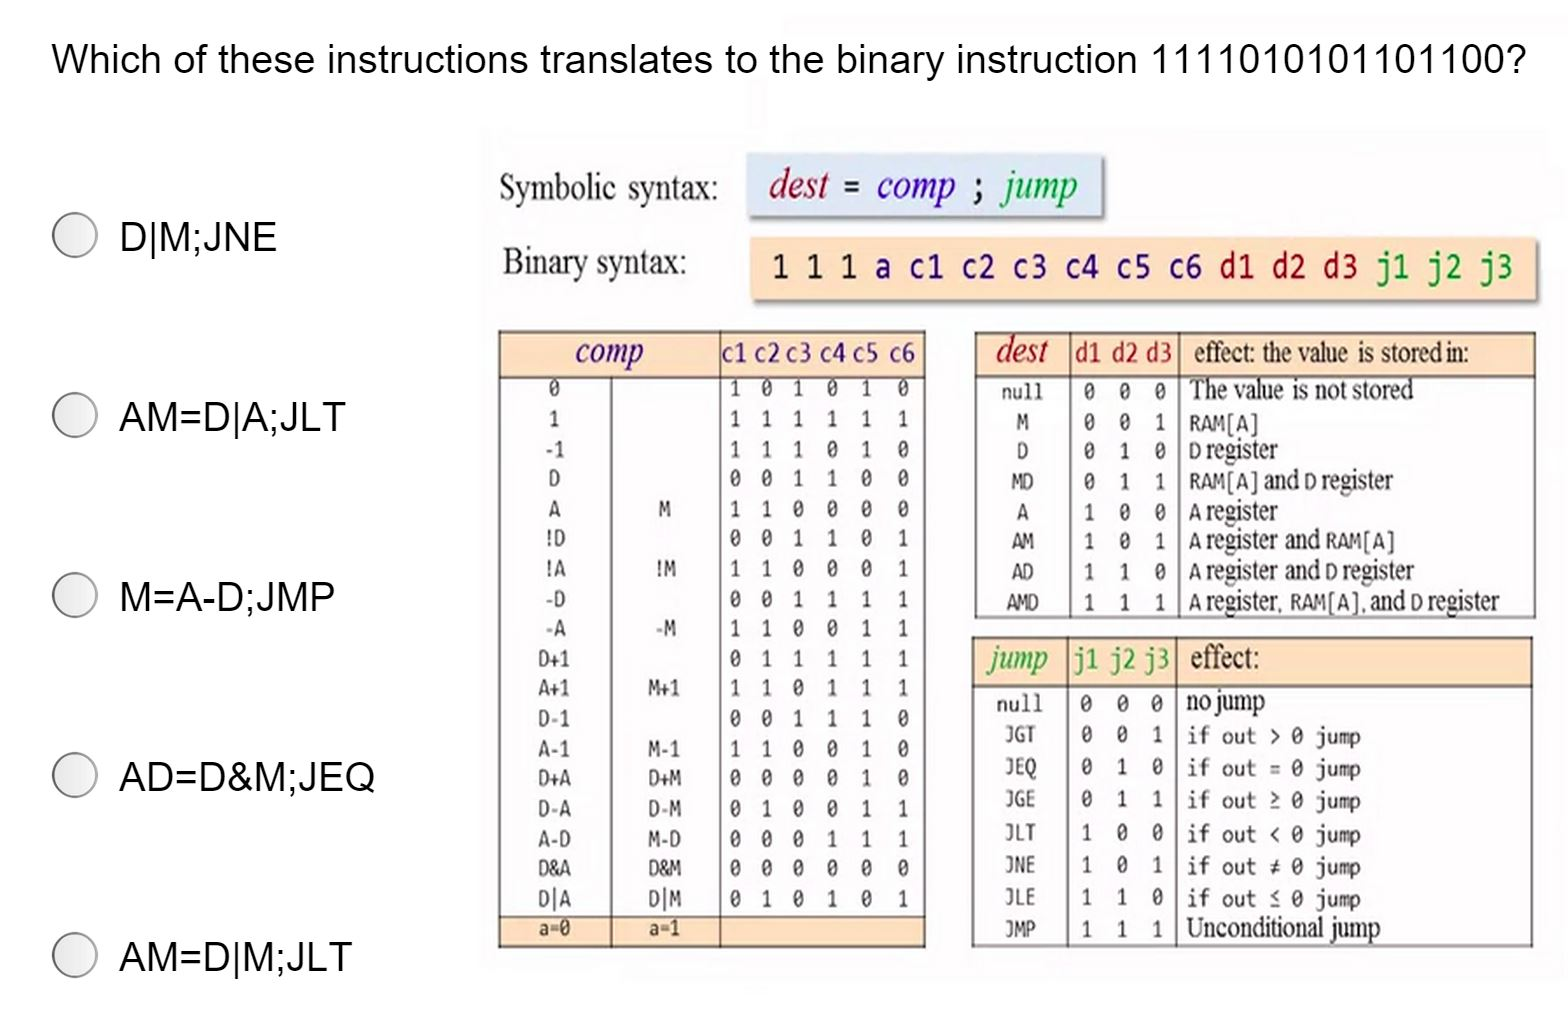 Which of these instructions translates to the binary instruction 1111010101101100?
D|M;JNE
AM=D|A;JLT
M=A-D;JMP
AD=D&M;JEQ
AM=D|M;JLT
Symbolic syntax: dest = comp ; jump
Binary syntax: 1 1 1 a c1 c2 c3 c4 c5 c6 d1 d2 d3 j1 j2 j3
comp c1 c2 c3 c4 c5 c6
0 1 0 1 0 1 0
1 1 1 1 1 1 1
-1 1 1 1 0 1 0
D 0 0 1 1 0 0
A M 1 1 0 0 0 0
!D 0 0 1 1 0 1
!A !M 1 1 0 0 0 1
-D 0 0 1 1 1 1
-A -M 1 1 0 0 1 1
D+1 0 1 1 1 1 1
A+1 M+1 1 1 0 1 1 1
D-1 0 0 1 1 1 0
A-1 M-1 1 1 0 0 1 0
D+A D+M 0 0 0 0 1 0
D-A D-M 0 1 0 0 1 1
A-D M-D 0 0 0 1 1 1
D&A D&M 0 0 0 0 0 0
D|A D|M 0 1 0 1 0 1
a=0 a=1
dest d1 d2 d3 effect: the value is stored in:
null 0 0 0 The value is not stored
M 0 0 1 RAM[A]
D 0 1 0 D register
MD 0 1 1 RAM[A] and D register
A 1 0 0 A register
AM 1 0 1 A register and RAM[A]
AD 1 1 0 A register and D register
AMD 1 1 1 A register, RAM[A], and D register
jump j1 j2 j3 effect:
null 0 0 0 no jump
JGT 0 0 1 if out > 0 jump
JEQ 0 1 0 if out = 0 jump
JGE 0 1 1 if out ≥ 0 jump
JLT 1 0 0 if out < 0 jump
JNE 1 0 1 if out ≠ 0 jump
JLE 1 1 0 if out ≤ 0 jump
JMP 1 1 1 Unconditional jump